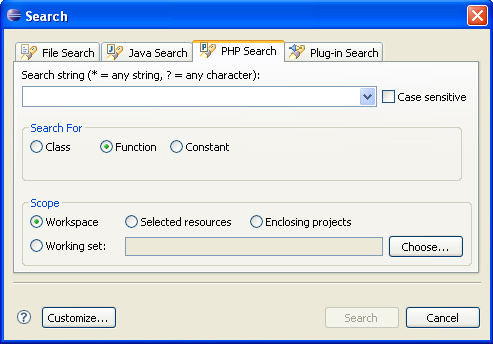 Search
File Search Java Search PHP Search Plug-in Search
Search string (* = any string, ? = any character):
Case sensitive
Search For
Class Function Constant
Scope
Workspace Selected resources Enclosing projects
Working set: Choose...
? Customize... Search Cancel